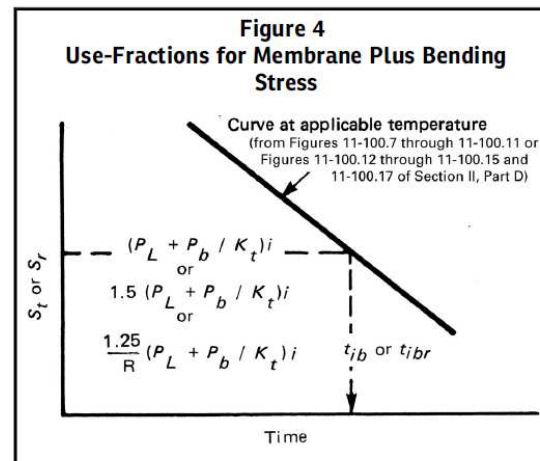 Figure 4
Use-Fractions for Membrane Plus Bending
Stress
Curve at applicable temperature
(from Figures 11-100.7 through 11-100.11 or
Figures 11-100.12 through 11-100.15 and
11-100.17 of Section II, Part D)
S_t or S_r
(P_L + P_b / K_t)i
or
1.5 (P_L + P_b / K_t)i
or
1.25/R (P_L + P_b / K_t)i
t_ib or t_ibr
Time